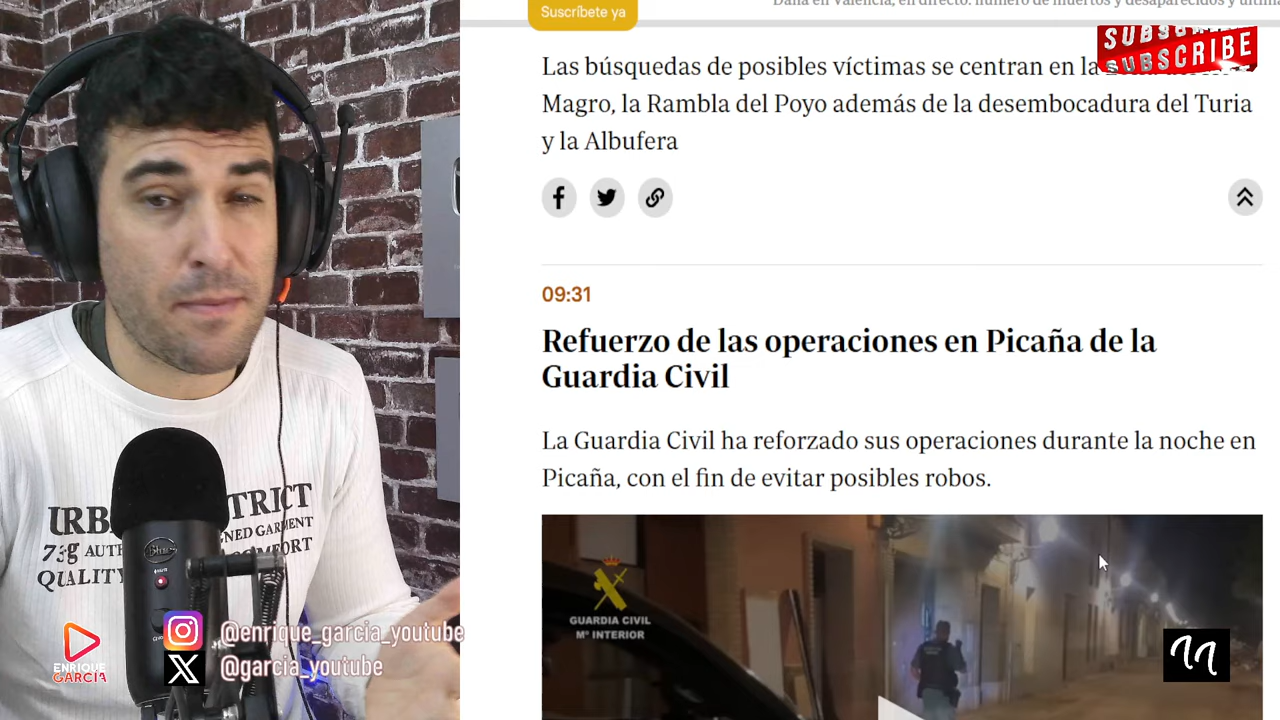 Suscríbete ya
Dana en Valencia, en directo: número de muertos y desaparecidos y última
SUBSCRIBE
SUBSCRIBE
Las búsquedas de posibles víctimas se centran en la
Magro, la Rambla del Poyo además de la desembocadura del Turia
y la Albufera
09:31
Refuerzo de las operaciones en Picaña de la
Guardia Civil
La Guardia Civil ha reforzado sus operaciones durante la noche en
Picaña, con el fin de evitar posibles robos.
GUARDIA CIVIL
Mº INTERIOR
URB TRICT
73g AUTH NED GARMENT
QUALITY COMFORT
Blue
@enrique_garcia_youtube
@garcia_youtube
ENRIQUE
GARCIA